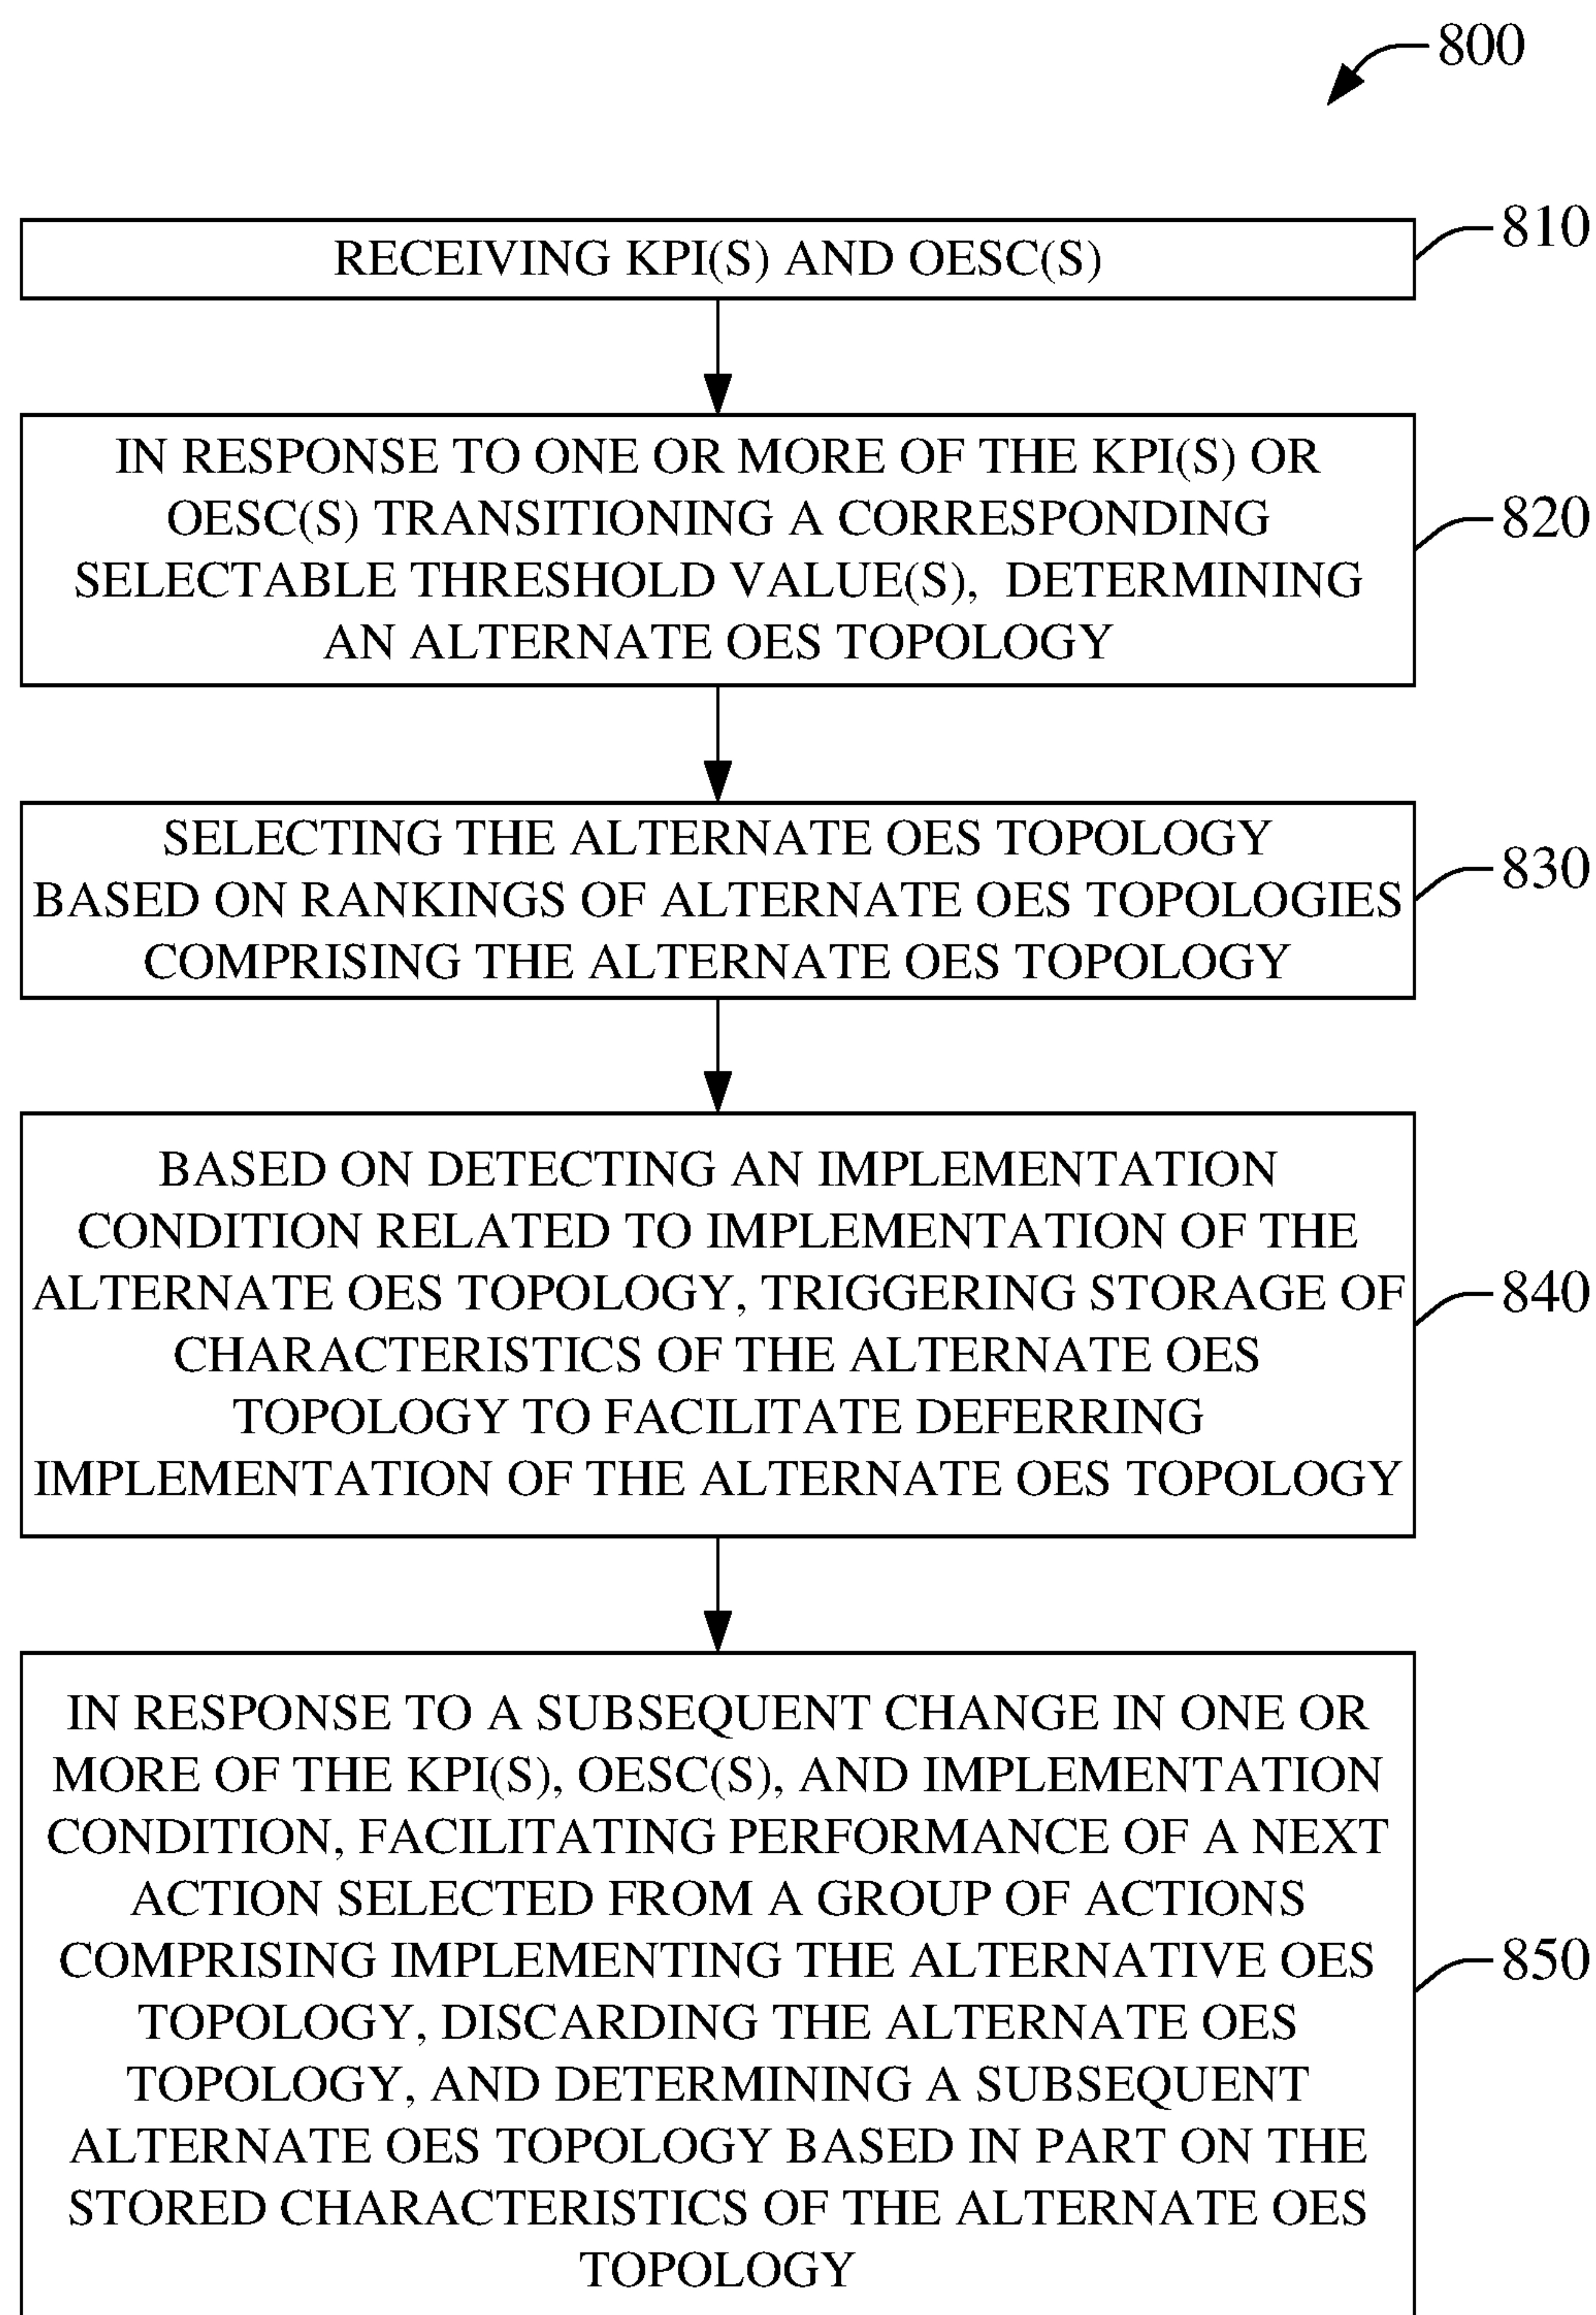 800
RECEIVING KPI(S) AND OESC(S)
810
IN RESPONSE TO ONE OR MORE OF THE KPI(S) OR
OESC(S) TRANSITIONING A CORRESPONDING
SELECTABLE THRESHOLD VALUE(S), DETERMINING
AN ALTERNATE OES TOPOLOGY
820
SELECTING THE ALTERNATE OES TOPOLOGY
BASED ON RANKINGS OF ALTERNATE OES TOPOLOGIES
COMPRISING THE ALTERNATE OES TOPOLOGY
830
BASED ON DETECTING AN IMPLEMENTATION
CONDITION RELATED TO IMPLEMENTATION OF THE
ALTERNATE OES TOPOLOGY, TRIGGERING STORAGE OF
CHARACTERISTICS OF THE ALTERNATE OES
TOPOLOGY TO FACILITATE DEFERRING
IMPLEMENTATION OF THE ALTERNATE OES TOPOLOGY
840
IN RESPONSE TO A SUBSEQUENT CHANGE IN ONE OR
MORE OF THE KPI(S), OESC(S), AND IMPLEMENTATION
CONDITION, FACILITATING PERFORMANCE OF A NEXT
ACTION SELECTED FROM A GROUP OF ACTIONS
COMPRISING IMPLEMENTING THE ALTERNATIVE OES
TOPOLOGY, DISCARDING THE ALTERNATE OES
TOPOLOGY, AND DETERMINING A SUBSEQUENT
ALTERNATE OES TOPOLOGY BASED IN PART ON THE
STORED CHARACTERISTICS OF THE ALTERNATE OES
TOPOLOGY
850